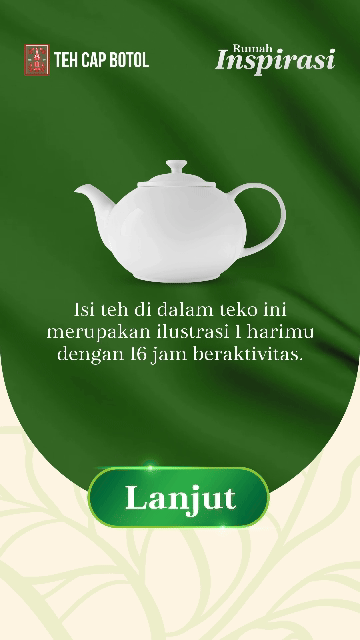 TEH CAP BOTOL
Rumah
Inspirasi
Isi teh di dalam teko ini
merupakan ilustrasi 1 harimu
dengan 16 jam beraktivitas.
Lanjut